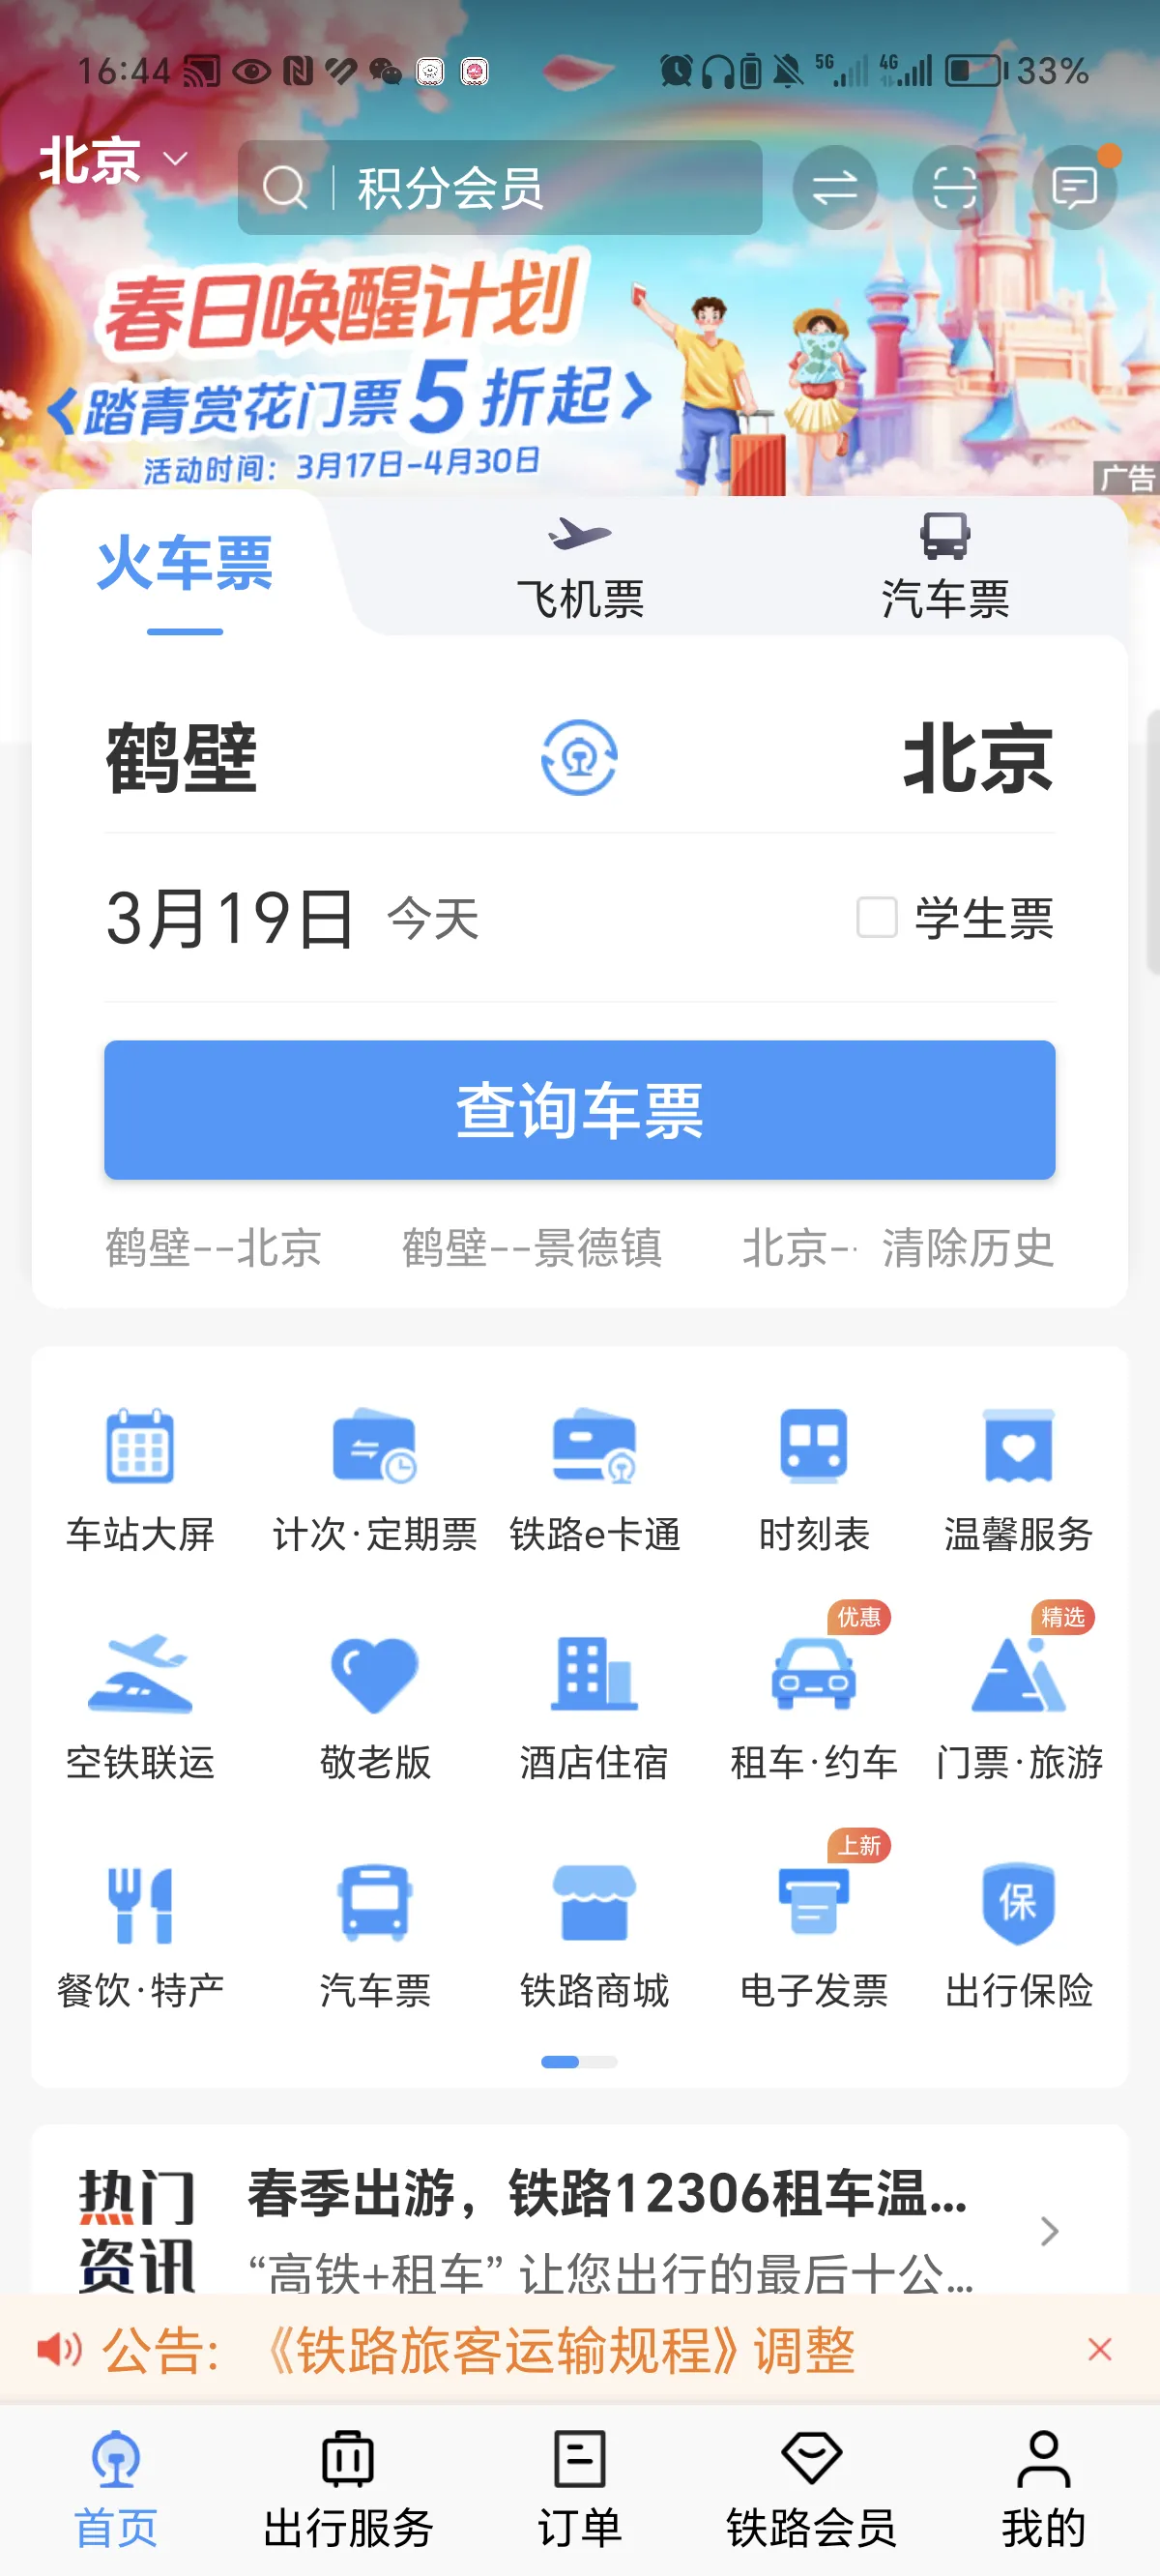 16:44
5G 4G 33%
北京
积分会员
春日唤醒计划
踏青赏花门票5折起
活动时间：3月17日-4月30日
广告
火车票
飞机票
汽车票
鹤壁
北京
3月19日 今天
学生票
查询车票
鹤壁--北京 鹤壁--景德镇 北京-- 清除历史
车站大屏 计次·定期票 铁路e卡通 时刻表 温馨服务
优惠 精选
空铁联运 敬老版 酒店住宿 租车·约车 门票·旅游
上新
保
餐饮·特产 汽车票 铁路商城 电子发票 出行保险
热门资讯
春季出游，铁路12306租车温...
“高铁+租车” 让您出行的最后十公...
公告: 《铁路旅客运输规程》调整
首页 出行服务 订单 铁路会员 我的